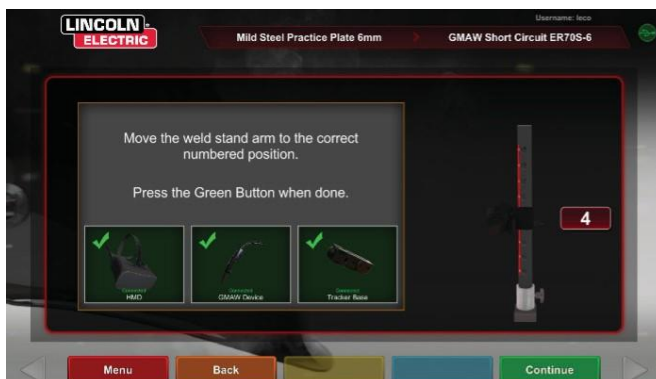 Username: leco
LINCOLN
ELECTRIC
Mild Steel Practice Plate 6mm
GMAW Short Circuit ER70S-6
Move the weld stand arm to the correct
numbered position.
Press the Green Button when done.
4
Connected
HMD
Connected
GMAW Device
Connected
Tracker Base
Menu
Back
Continue